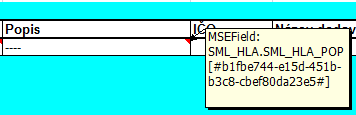 Popis IČO Název dodav
----
MSEField:
SML_HLA.SML_HLA_POP
[#b1fbe744-e15d-451b-
b3c8-cbef80da23e5#]